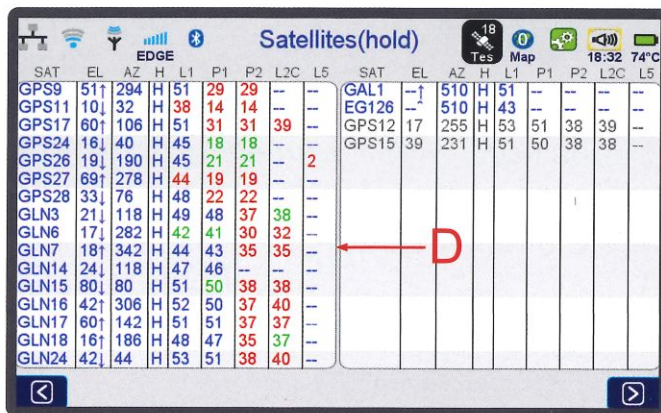 18
Tes
0
EDGE
Satellites(hold)
Map
18:32
74°C
SAT EL AZ H L1 P1 P2 L2C L5
GPS9 51↑ 294 H 51 29 29 -- --
GPS11 10↓ 32 H 38 14 14 -- --
GPS17 60↑ 106 H 51 31 31 39 --
GPS24 16↓ 40 H 45 18 18 -- --
GPS26 19↓ 190 H 45 21 21 -- 2
GPS27 69↑ 278 H 44 19 19 -- --
GPS28 33↓ 76 H 48 22 22 -- --
GLN3 21↓ 118 H 49 48 37 38 --
GLN6 17↓ 282 H 42 41 30 32 --
GLN7 18↑ 342 H 44 43 35 35 --
GLN14 24↓ 118 H 47 46 -- -- --
GLN15 80↓ 80 H 51 50 38 38 --
GLN16 42↑ 306 H 52 50 37 40 --
GLN17 60↑ 142 H 51 51 37 37 --
GLN18 16↑ 186 H 48 47 35 37 --
GLN24 42↓ 44 H 53 51 38 40 --
SAT EL AZ H L1 P1 P2 L2C L5
GAL1 --↑ 510 H 51 -- -- -- --
EG126 --ˆ 510 H 43 -- -- -- --
GPS12 17 255 H 53 51 38 39 --
GPS15 39 231 H 51 50 38 38 --
D